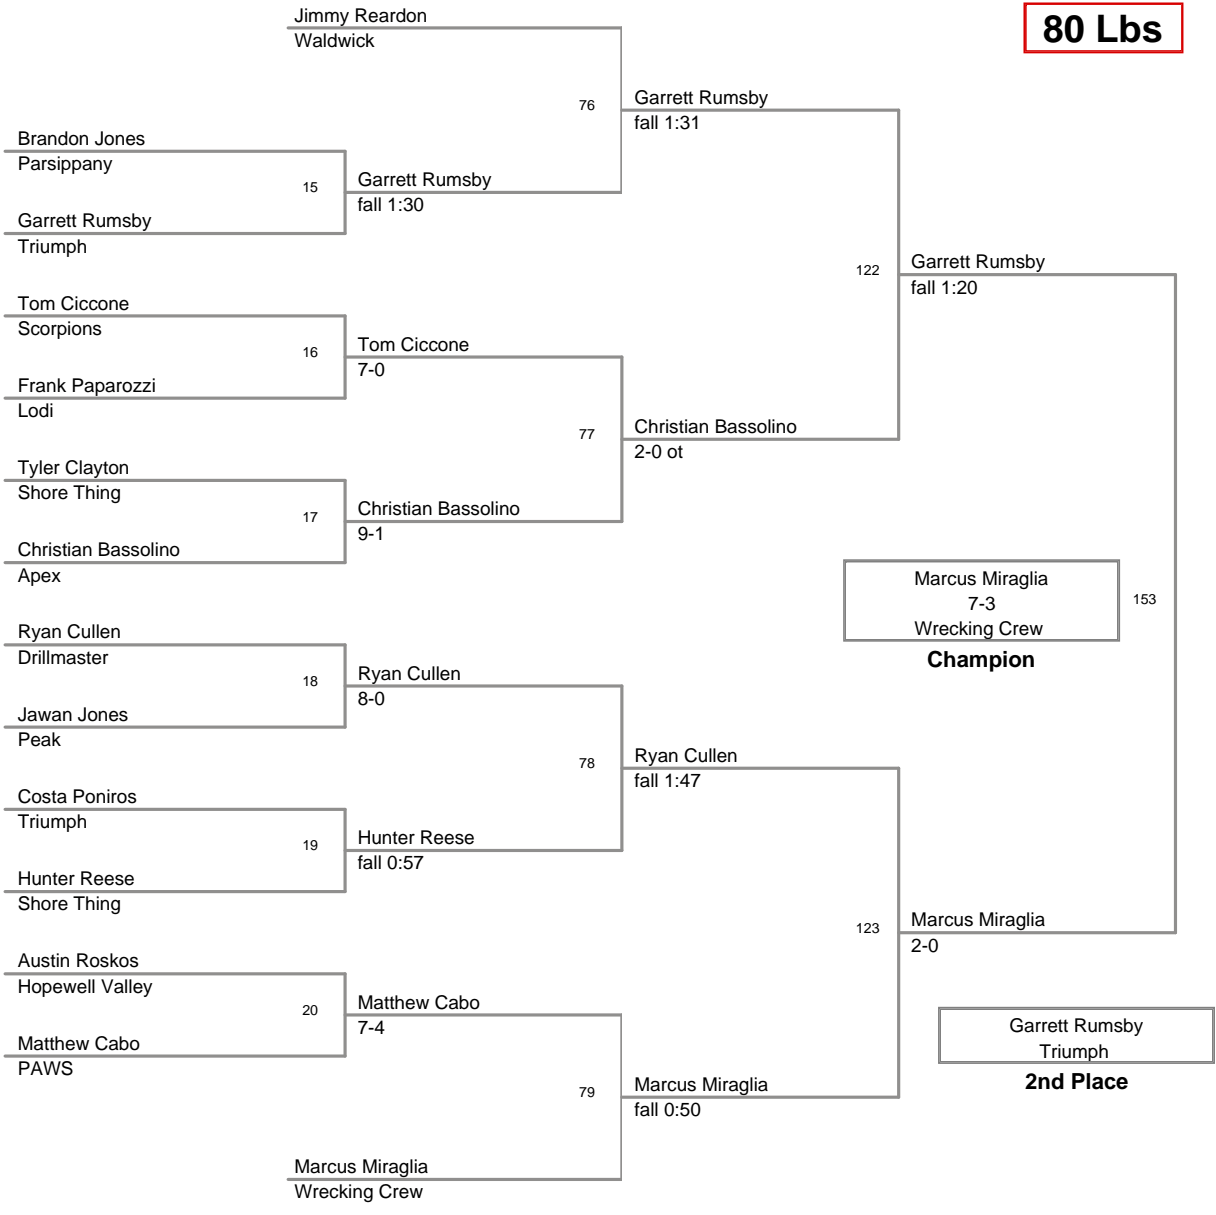 Jimmy Reardon
Waldwick
80 Lbs
76
Garrett Rumsby
fall 1:31
Brandon Jones
Parsippany
15
Garrett Rumsby
fall 1:30
Garrett Rumsby
Triumph
122
Garrett Rumsby
fall 1:20
Tom Ciccone
Scorpions
16
Tom Ciccone
7-0
Frank Paparozzi
Lodi
77
Christian Bassolino
2-0 ot
Tyler Clayton
Shore Thing
17
Christian Bassolino
9-1
Christian Bassolino
Apex
Marcus Miraglia
7-3
Wrecking Crew
Champion
153
Ryan Cullen
Drillmaster
18
Ryan Cullen
8-0
Jawan Jones
Peak
78
Ryan Cullen
fall 1:47
Costa Poniros
Triumph
19
Hunter Reese
fall 0:57
Hunter Reese
Shore Thing
123
Marcus Miraglia
2-0
Austin Roskos
Hopewell Valley
20
Matthew Cabo
7-4
Matthew Cabo
PAWS
Garrett Rumsby
Triumph
2nd Place
79
Marcus Miraglia
fall 0:50
Marcus Miraglia
Wrecking Crew